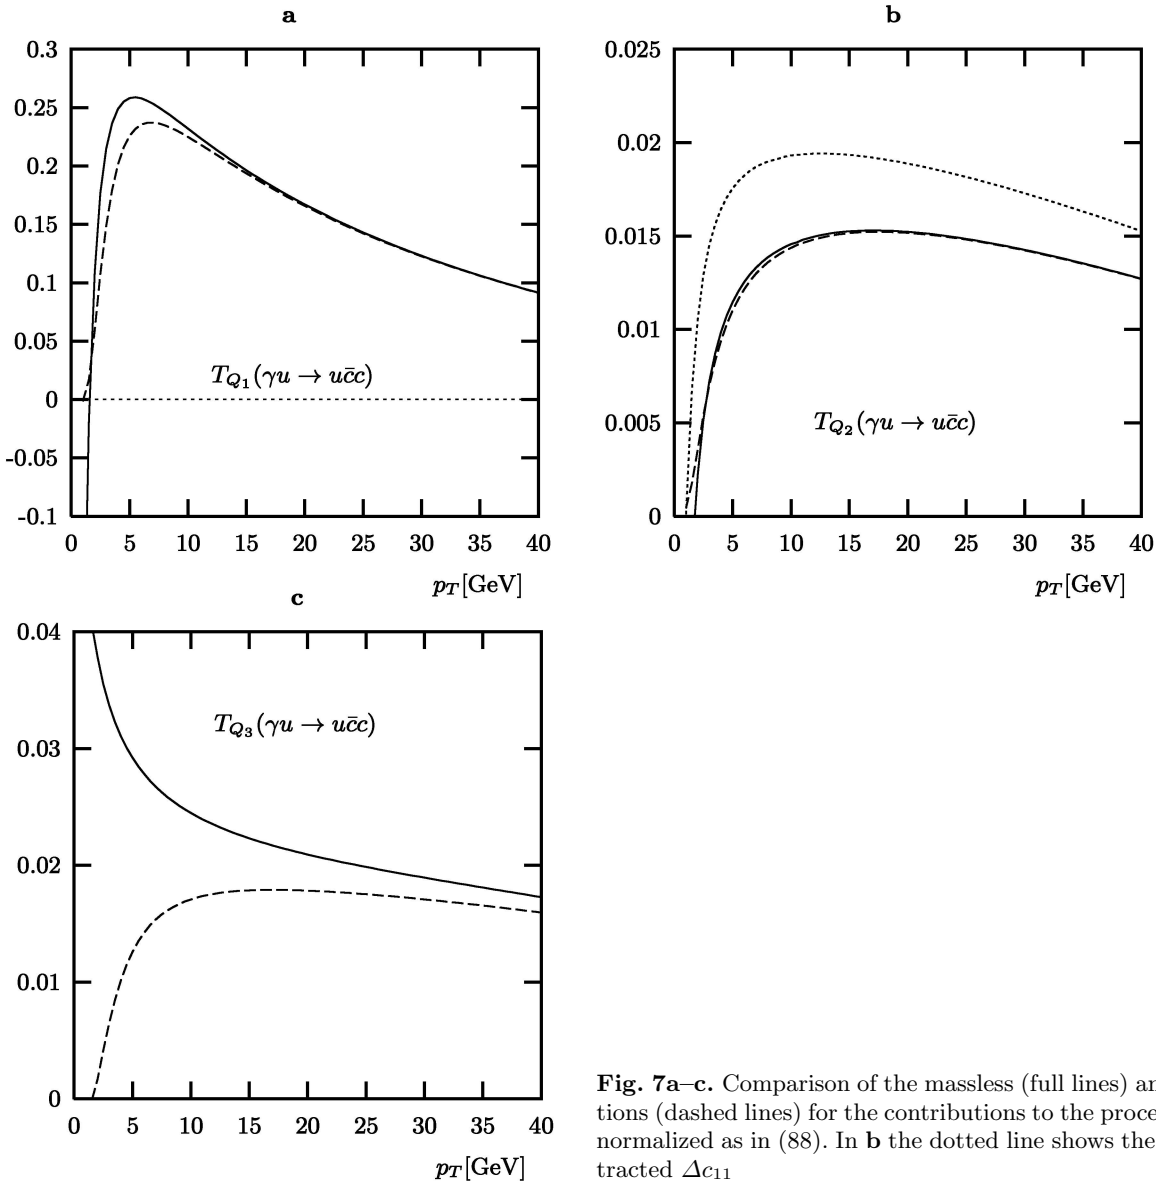 a
0.3
0.25
0.2
0.15
0.1
0.05
0
-0.05
-0.1
T_{Q_1}(γu → uc̄c)
0 5 10 15 20 25 30 35 40
p_T[GeV]
b
0.025
0.02
0.015
0.01
0.005
0
T_{Q_2}(γu → uc̄c)
0 5 10 15 20 25 30 35 40
p_T[GeV]
c
0.04
0.03
0.02
0.01
0
T_{Q_3}(γu → uc̄c)
0 5 10 15 20 25 30 35 40
p_T[GeV]
Fig. 7a–c. Comparison of the massless (full lines)
tions (dashed lines) for the contributions to the
normalized as in (88). In b the dotted line shows the
tracted Δc₁₁